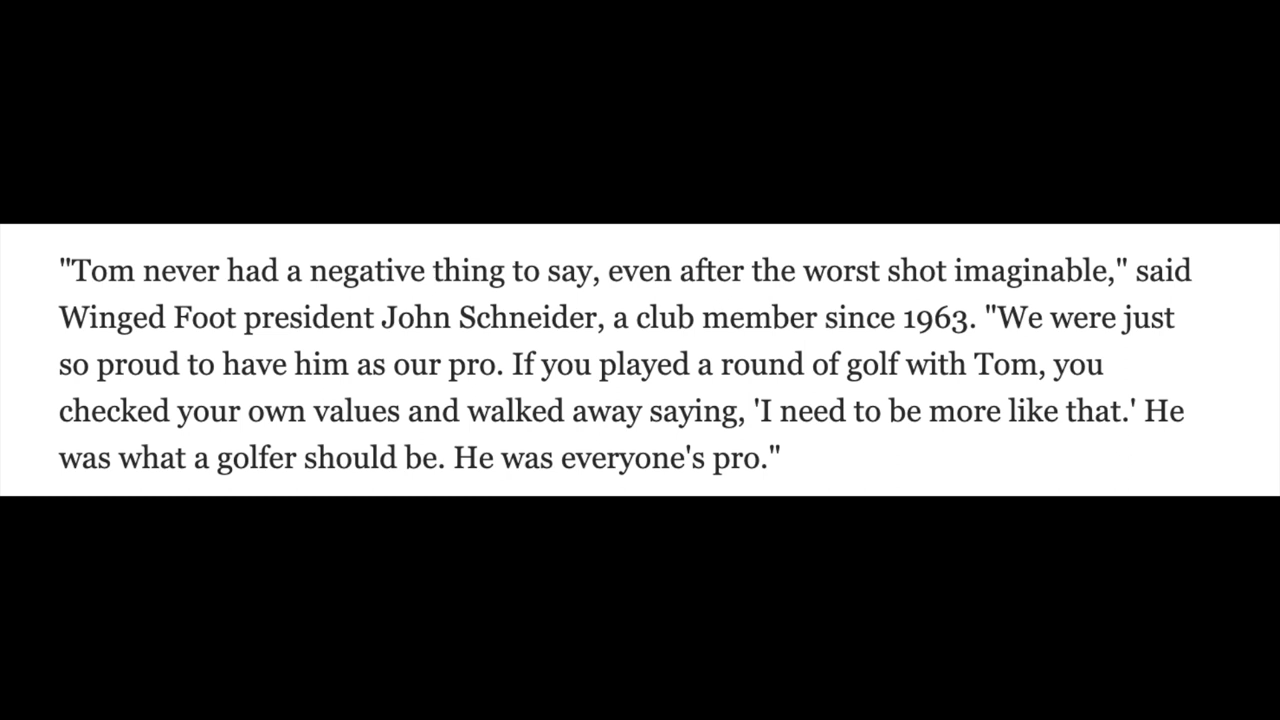 "Tom never had a negative thing to say, even after the worst shot imaginable," said
Winged Foot president John Schneider, a club member since 1963. "We were just
so proud to have him as our pro. If you played a round of golf with Tom, you
checked your own values and walked away saying, 'I need to be more like that.' He
was what a golfer should be. He was everyone's pro."